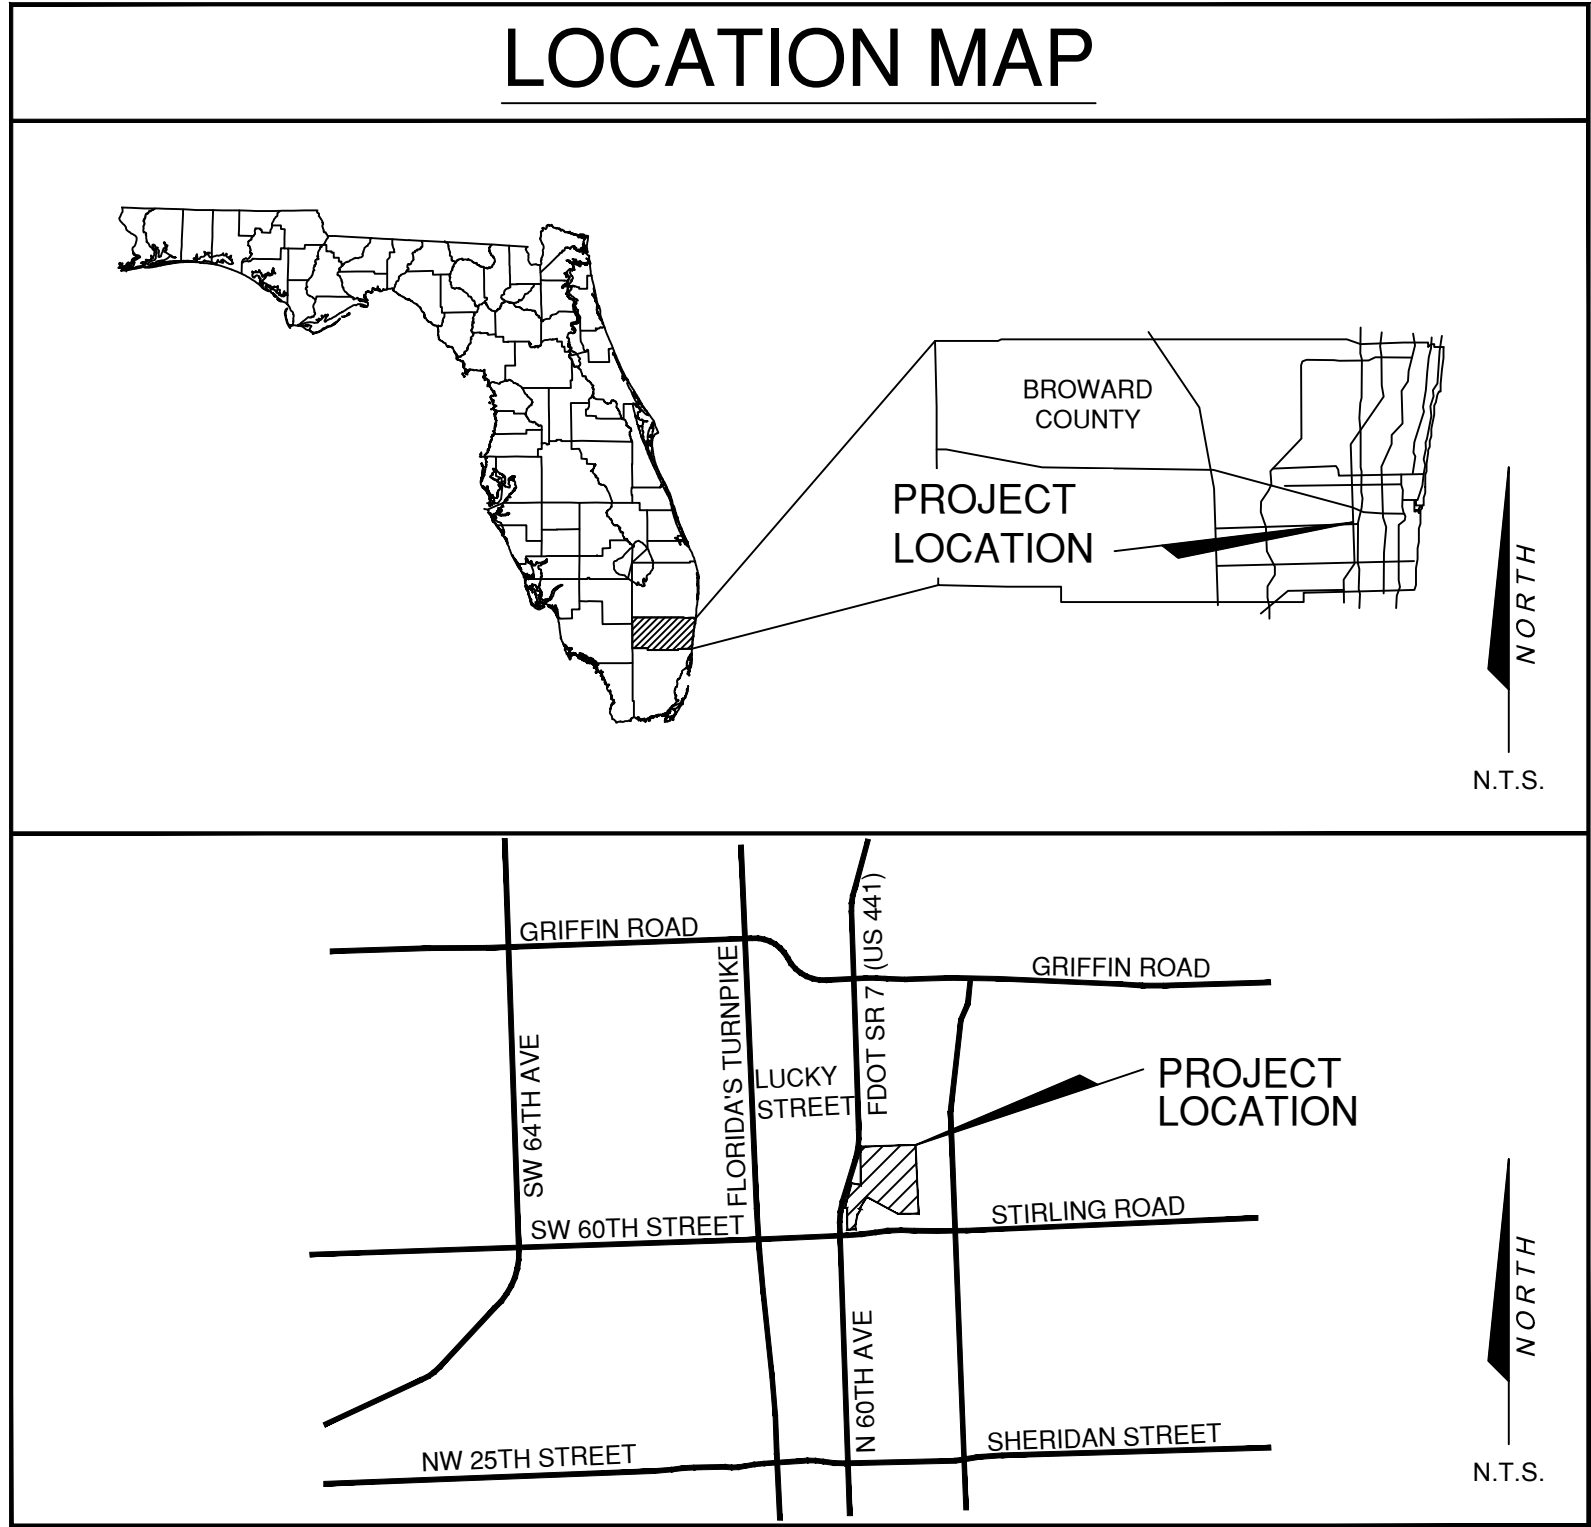 LOCATION MAP
BROWARD
COUNTY
PROJECT
LOCATION
NORTH
N.T.S.
GRIFFIN ROAD
FDOT SR 7 (US 441)
GRIFFIN ROAD
FLORIDA'S TURNPIKE
SW 64TH AVE
LUCKY
STREET
PROJECT
LOCATION
SW 60TH STREET
STIRLING ROAD
N 60TH AVE
NORTH
NW 25TH STREET
SHERIDAN STREET
N.T.S.